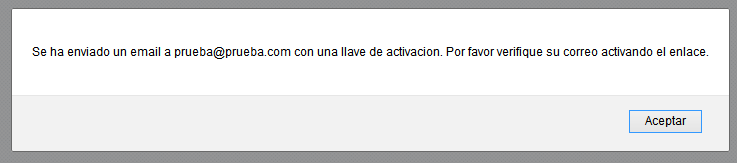 Se ha enviado un email a prueba@prueba.com con una llave de activacion. Por favor verifique su correo activando el enlace.
Aceptar